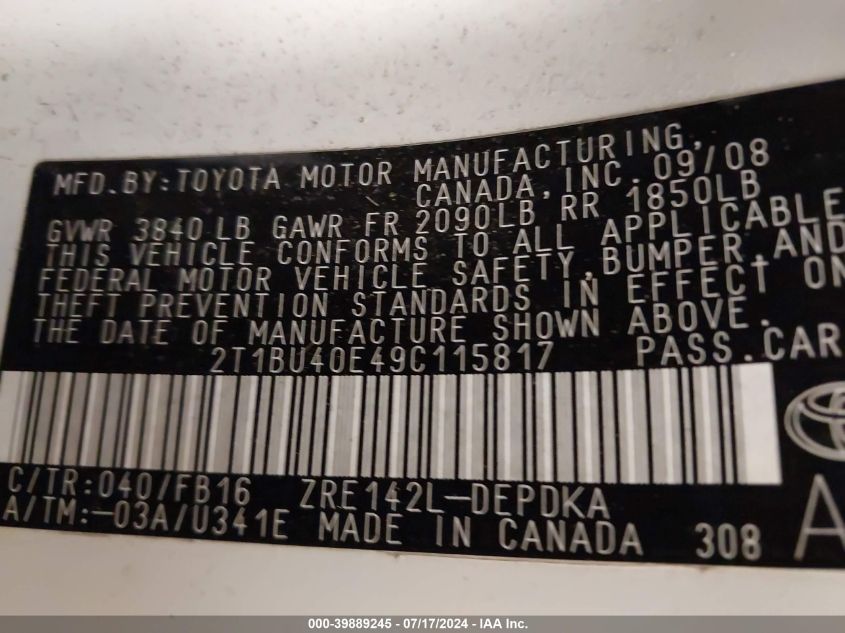 MFD.BY:TOYOTA MOTOR MANUFACTURING,
CANADA,INC. 09/08
GVWR 3840 LB GAWR FR 2090LB RR 1850LB
THIS VEHICLE CONFORMS TO ALL APPLICABLE
FEDERAL MOTOR VEHICLE SAFETY,BUMPER,AND
THEFT PREVENTION STANDARDS IN EFFECT ON
THE DATE OF MANUFACTURE SHOWN ABOVE.
2T1BU40E49C115817 PASS.CAR
C/TR:040/FB16 ZRE142L-DEPDKA
A/TM:-03A/U341E MADE IN CANADA 308 A
000-39889245 - 07/17/2024 - IAA Inc.